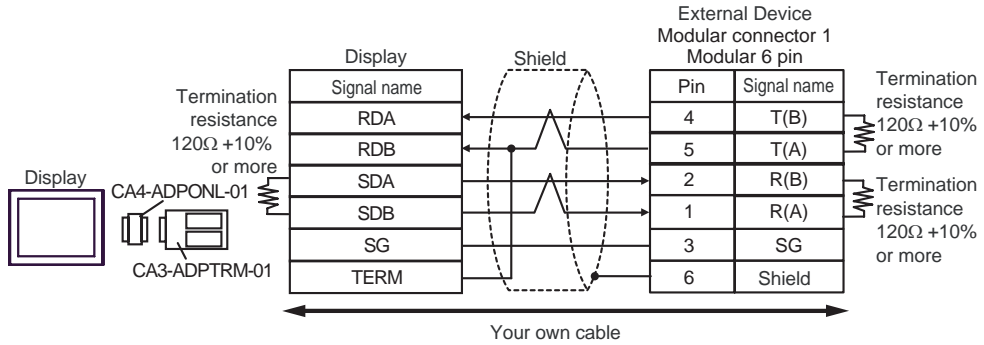 External Device
Modular connector 1
Modular 6 pin
Display
Shield
Signal name
Pin
Signal name
Termination
resistance
120Ω +10%
or more
RDA
4
T(B)
Termination
resistance
120Ω +10%
or more
RDB
5
T(A)
Display
CA4-ADPONL-01
CA3-ADPTRM-01
SDA
2
R(B)
Termination
resistance
120Ω +10%
or more
SDB
1
R(A)
SG
3
SG
TERM
6
Shield
Your own cable